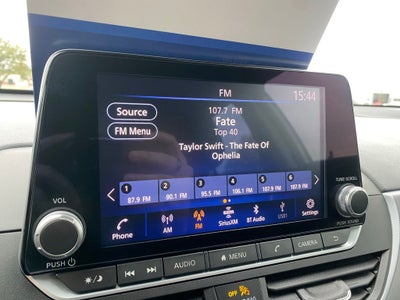 FM
15:44
107.7 FM
Source
Fate
Top 40
FM Menu
Taylor Swift - The Fate Of
Ophelia
1 2 3 4 5 6
87.9 FM 90.1 FM 95.5 FM 106.1 FM 107.9 FM 107.9 FM
Phone AM FM SiriusXM BT Audio USB1 Settings
VOL
TUNE·SCROLL
PUSH
PUSH SOUND
AUDIO MENU CAMERA
OFF